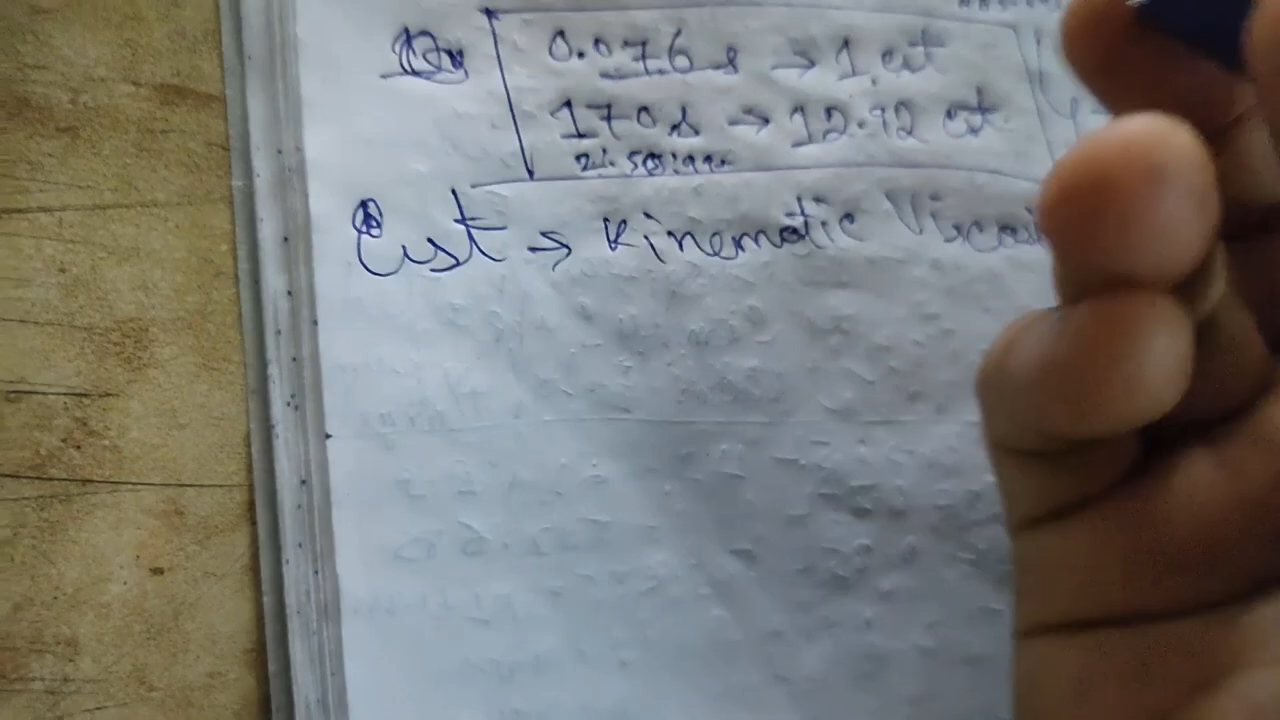 0.076 s → 1 cst
170 s → 12.92 cst
Cst → Kinematic